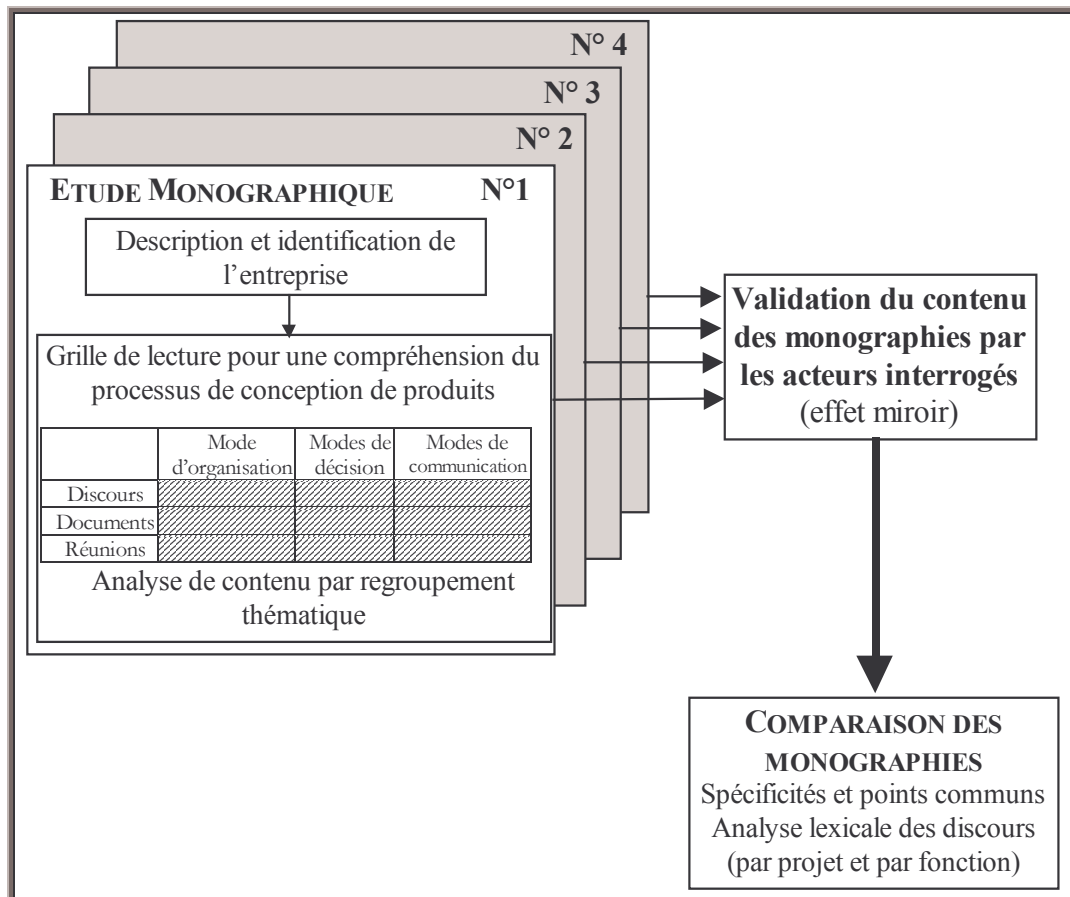 N° 4
N° 3
N° 2
ETUDE MONOGRAPHIQUE N°1
Description et identification de
l’entreprise
Grille de lecture pour une compréhension du
processus de conception de produits
Mode d’organisation
Modes de décision
Modes de communication
Discours
Documents
Réunions
Analyse de contenu par regroupement
thématique
Validation du contenu
des monographies par
les acteurs interrogés
(effet miroir)
COMPARAISON DES
MONOGRAPHIES
Spécificités et points communs
Analyse lexicale des discours
(par projet et par fonction)